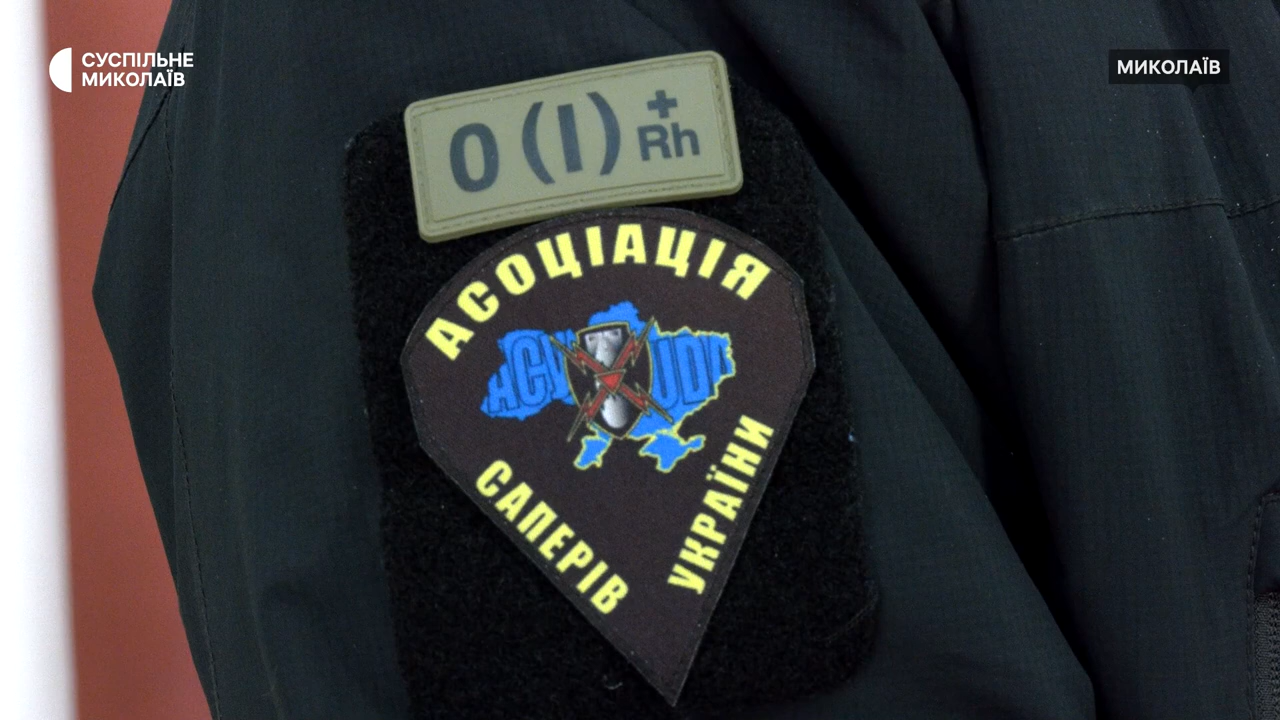 СУСПІЛЬНЕ
МИКОЛАЇВ
МИКОЛАЇВ
0 (I) +
Rh
АСОЦІАЦІЯ
САПЕРІВ
УКРАЇНИ